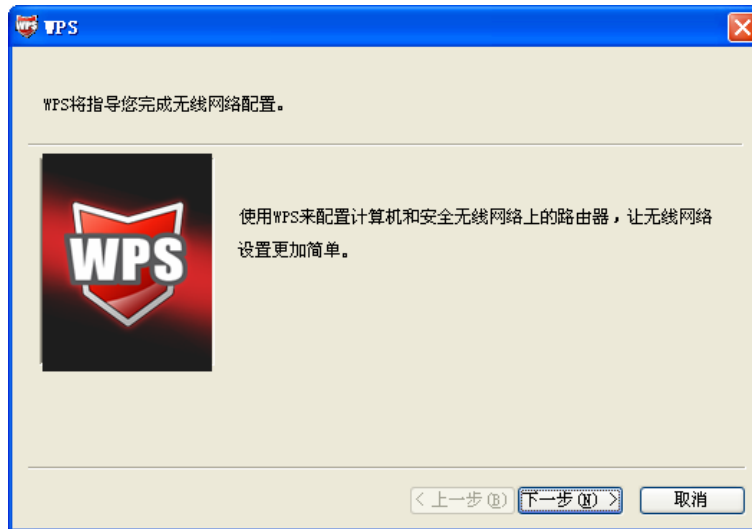 WPS
WPS将指导您完成无线网络配置。
WPS
使用WPS来配置计算机和安全无线网络上的路由器，让无线网络
设置更加简单。
< 上一步(B) 下一步(N) > 取消